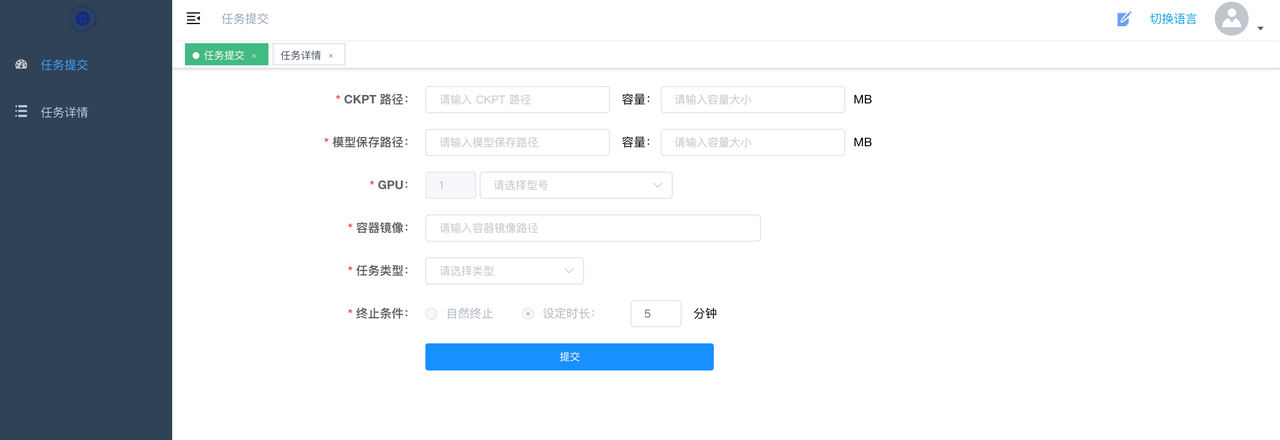 任务提交
切换语言
任务提交 ×
任务详情 ×
任务提交
任务详情
* CKPT 路径: 请输入 CKPT 路径 容量: 请输入容量大小 MB
* 模型保存路径: 请输入模型保存路径 容量: 请输入容量大小 MB
* GPU: 1 请选择型号
* 容器镜像: 请输入容器镜像路径
* 任务类型: 请选择类型
* 终止条件: 自然终止 设定时长: 5 分钟
提交